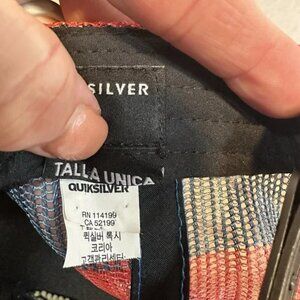 SILVER
TALLA UNICA
QUIKSILVER
RN 114199
CA 52199
퀵실버 록시
코리아
고객관리센터